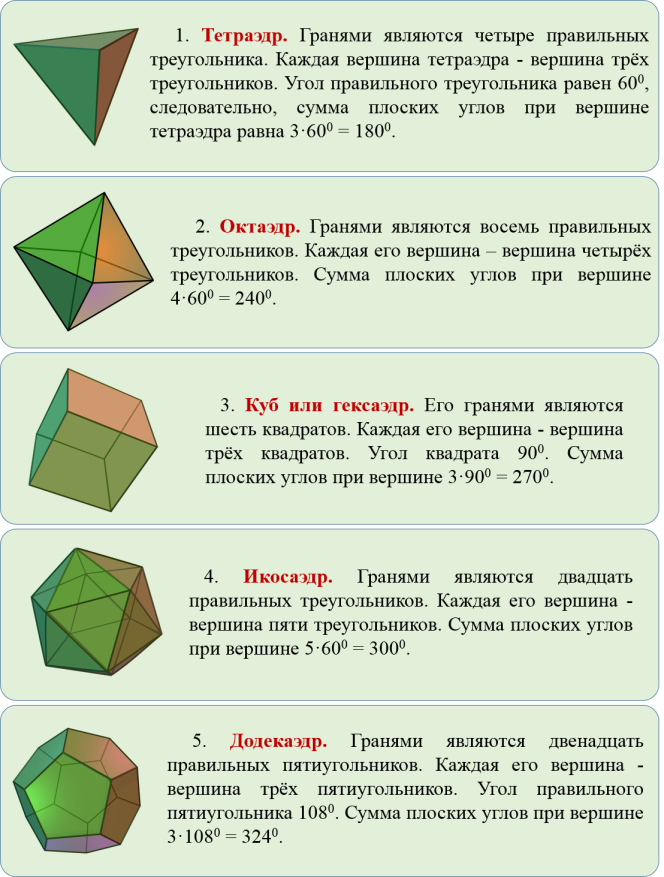 1. Тетраэдр. Гранями являются четыре правильных
треугольника. Каждая вершина тетраэдра - вершина трёх
треугольников. Угол правильного треугольника равен 60⁰,
следовательно, сумма плоских углов при вершине
тетраэдра равна 3·60⁰ = 180⁰.
2. Октаэдр. Гранями являются восемь правильных
треугольников. Каждая его вершина – вершина четырёх
треугольников. Сумма плоских углов при вершине
4·60⁰ = 240⁰.
3. Куб или гексаэдр. Его гранями являются
шесть квадратов. Каждая его вершина - вершина
трёх квадратов. Угол квадрата 90⁰. Сумма
плоских углов при вершине 3·90⁰ = 270⁰.
4. Икосаэдр. Гранями являются двадцать
правильных треугольников. Каждая его вершина -
вершина пяти треугольников. Сумма плоских углов
при вершине 5·60⁰ = 300⁰.
5. Додекаэдр. Гранями являются двенадцать
правильных пятиугольников. Каждая его вершина -
вершина трёх пятиугольников. Угол правильного
пятиугольника 108⁰. Сумма плоских углов при вершине
3·108⁰ = 324⁰.